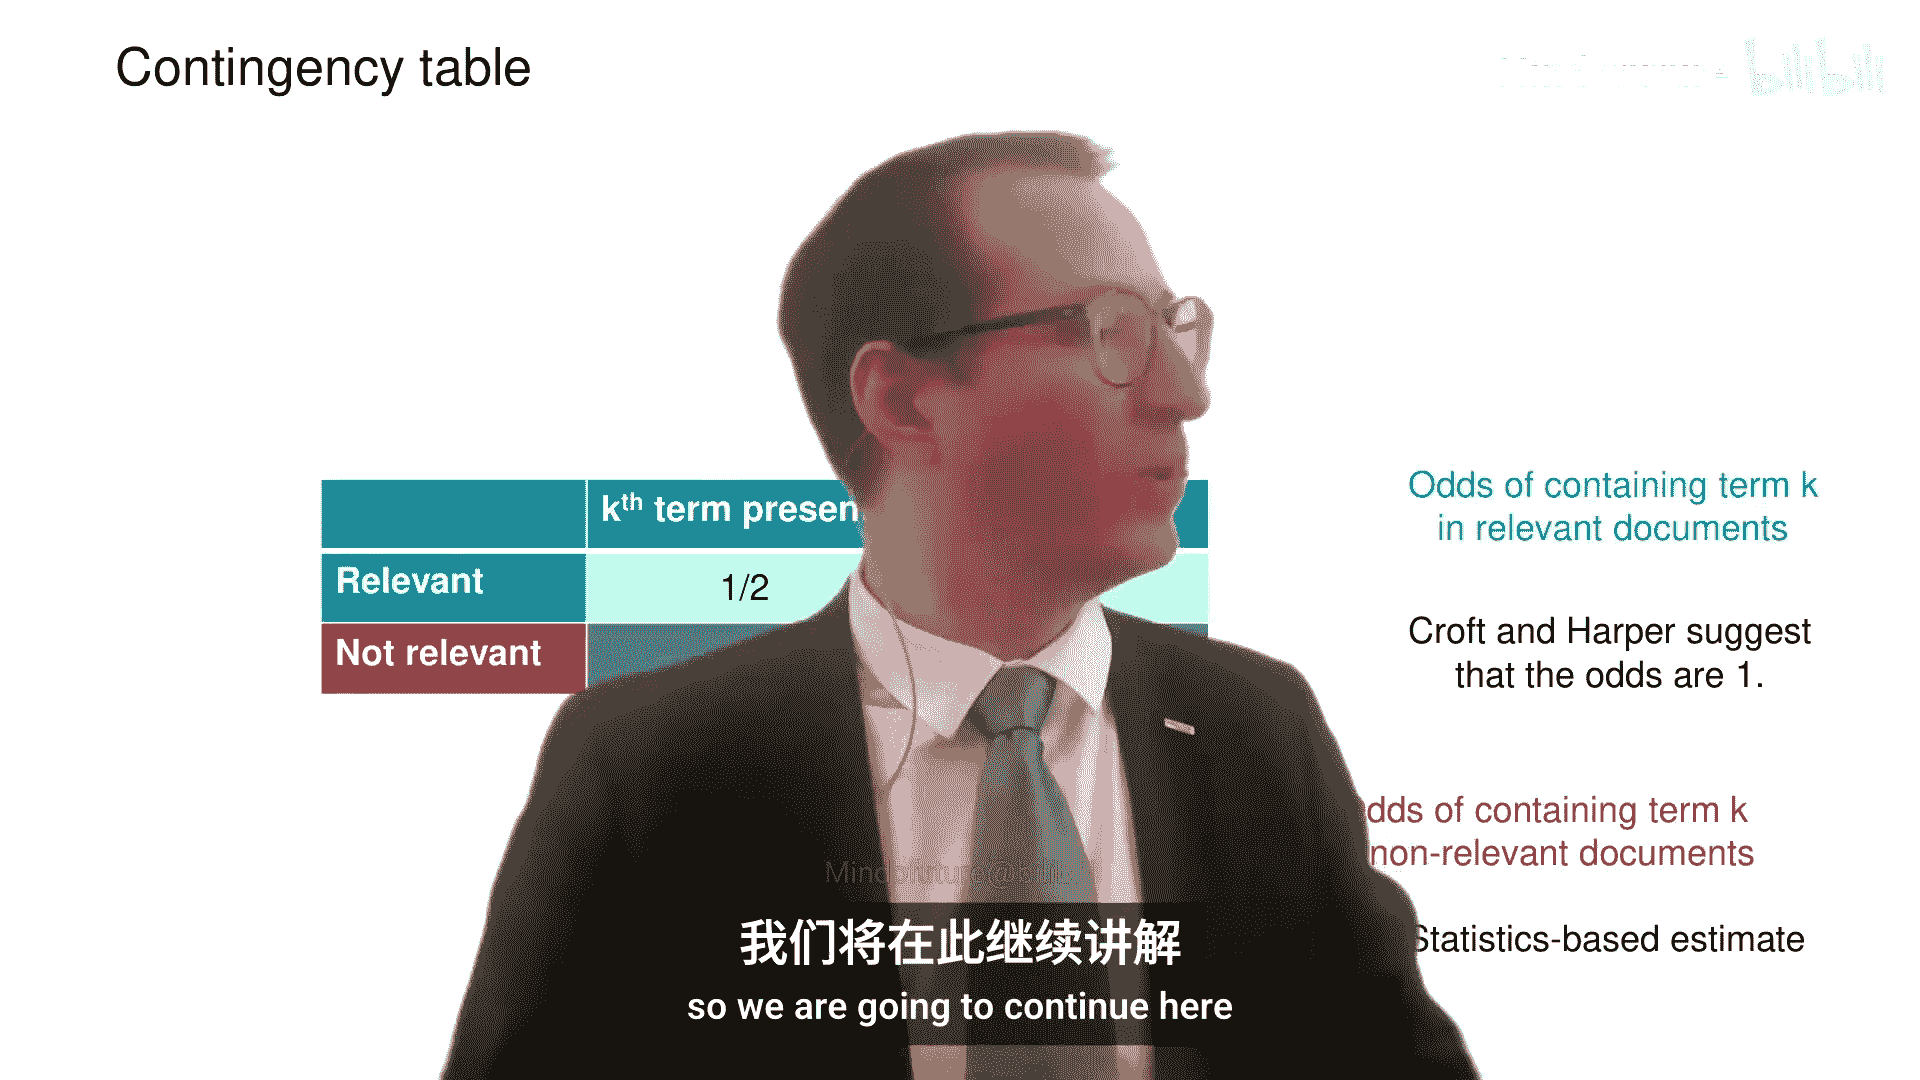 Contingency table
bilibili
kth term presen
Relevant
1/2
Not relevant
Odds of containing term k
in relevant documents
Croft and Harper suggest
that the odds are 1.
dds of containing term k
non-relevant documents
Statistics-based estimate
我们将在此继续讲解
so we are going to continue here